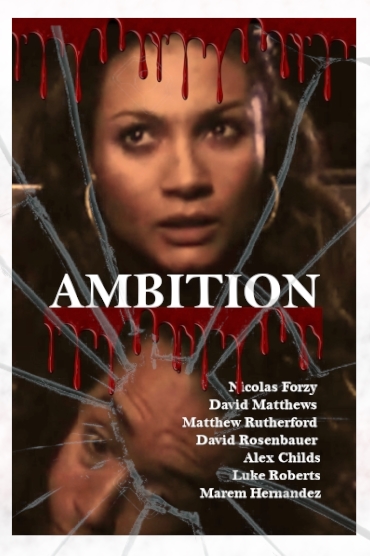 AMBITION
Nicolas Forzy
David Matthews
Matthew Rutherford
David Rosenbauer
Alex Childs
Luke Roberts
Marem Hernandez